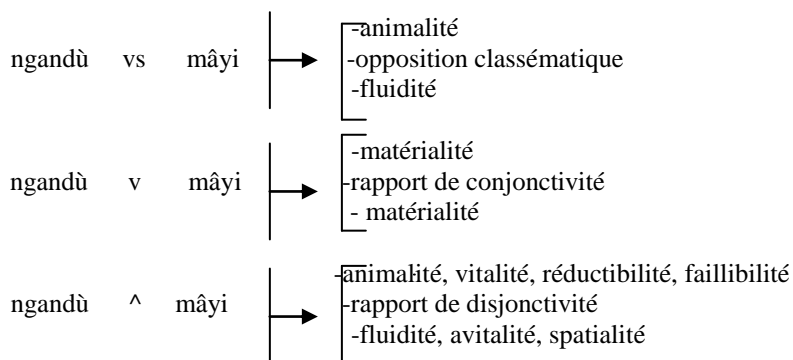 -animalité
ngandù vs mâyi -opposition classématique
-fluidité
-matérialité
ngandù v mâyi -rapport de conjonctivité
- matérialité
-animalité, vitalité, réductibilité, faillibilité
ngandù ^ mâyi -rapport de disjonctivité
-fluidité, avitalité, spatialité